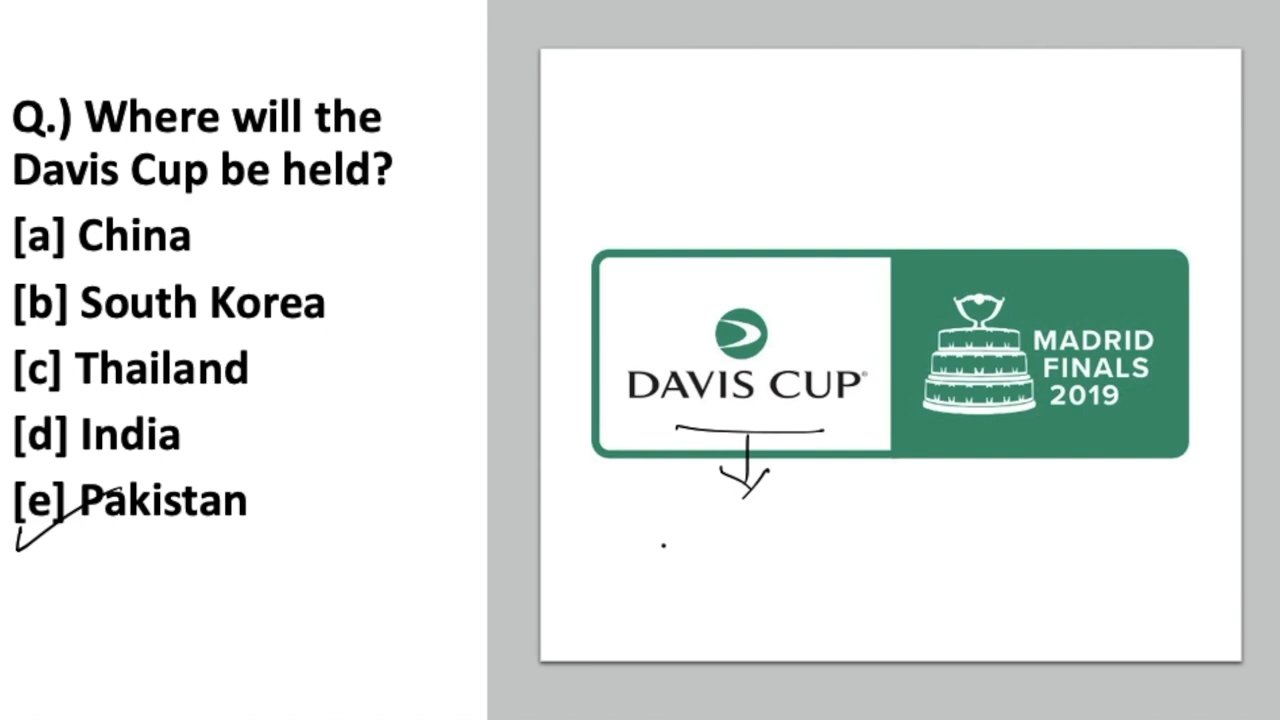 Q.) Where will the
Davis Cup be held?
[a] China
[b] South Korea
[c] Thailand
[d] India
[e] Pakistan
DAVIS CUP®
MADRID
FINALS
2019